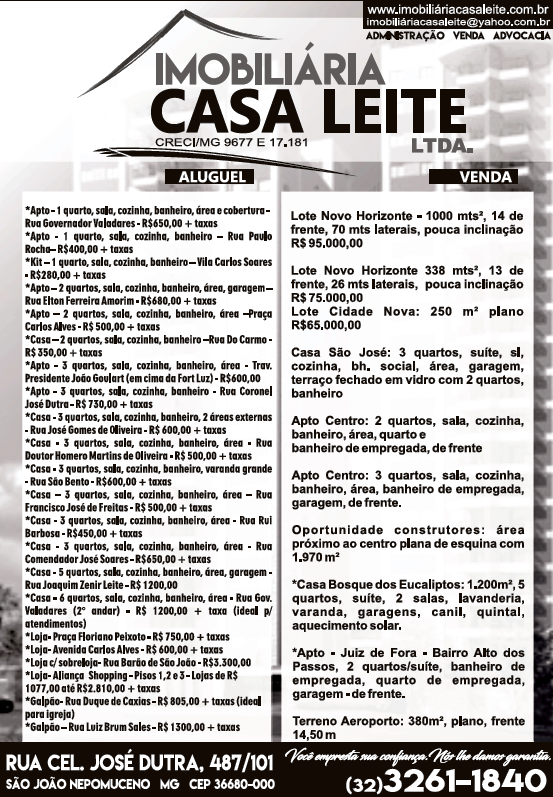 www.imobiliáriacasaleite.com.br
imobiliáriacasaleite@yahoo.com.br
ADMINISTRAÇÃO VENDA ADVOCACIA
IMOBILIÁRIA
CASA LEITE
LTDA.
CRECI/MG 9677 E 17.181
ALUGUEL
*Apto - 1 quarto, sala, cozinha, banheiro, área e cobertura -
Rua Governador Valadares - R$650,00 + taxas
*Apto - 1 quarto, sala, cozinha, banheiro – Rua Paulo
Rocha– R$400,00 + taxas
*Kit – 1 quarto, sala, cozinha, banheiro – Vila Carlos Soares
- R$280,00 + taxas
*Apto – 2 quartos, sala, cozinha, banheiro, área, garagem –
Rua Elton Ferreira Amorim - R$680,00 + taxas
*Apto – 2 quartos, sala, cozinha, banheiro, área –Praça
Carlos Alves - R$ 500,00 + taxas
*Casa – 2 quartos, sala, cozinha, banheiro –Rua Do Carmo -
R$ 350,00 + taxas
*Apto - 3 quartos, sala, cozinha, banheiro, área - Trav.
Presidente João Goulart (em cima da Fort Luz) - R$600,00
*Apto - 3 quartos, sala, cozinha, banheiro - Rua Coronel
José Dutra - R$ 730,00 + taxas
*Casa - 3 quartos, sala, cozinha, banheiro, 2 áreas externas
- Rua José Gomes de Oliveira - R$ 600,00 + taxas
*Casa - 3 quartos, sala, cozinha, banheiro, área - Rua
Doutor Homero Martins de Oliveira - R$ 500,00 + taxas
*Casa - 3 quartos, sala, cozinha, banheiro, varanda grande
- Rua São Bento - R$600,00 + taxas
*Casa – 3 quartos, sala, cozinha, banheiro, área – Rua
Francisco José de Freitas - R$ 500,00 + taxas
*Casa - 3 quartos, sala, cozinha, banheiro, área - Rua Rui
Barbosa - R$450,00 + taxas
*Casa - 3 quartos, sala, cozinha, banheiro, área - Rua
Comendador José Soares - R$650,00 + taxas
*Casa - 5 quartos, sala, cozinha, banheiro, área, garagem -
Rua Joaquim Zenir Leite - R$ 1200,00
*Casa – 6 quartos, sala, cozinha, banheiro, área - Rua Gov.
Valadares (2º andar) – R$ 1200,00 + taxa (ideal p/
atendimentos)
*Loja- Praça Floriano Peixoto - R$ 750,00 + taxas
*Loja- Avenida Carlos Alves - R$ 600,00 + taxas
*Loja c/ sobreloja- Rua Barão de São João - R$3.300,00
*Loja- Aliança Shopping - Pisos 1,2 e 3 – Lojas de R$
1077,00 até R$2.810,00 + taxas
*Galpão- Rua Duque de Caxias - R$ 805,00 + taxas (ideal
para igreja)
*Galpão – Rua Luiz Brum Sales - R$ 1300,00 + taxas
VENDA
Lote Novo Horizonte - 1000 mts², 14 de
frente, 70 mts laterais, pouca inclinação
R$ 95.000,00
Lote Novo Horizonte 338 mts², 13 de
frente, 26 mts laterais, pouca inclinação
R$ 75.000,00
Lote Cidade Nova: 250 m² plano
R$65.000,00
Casa São José: 3 quartos, suíte, sl,
cozinha, bh. social, área, garagem,
terraço fechado em vidro com 2 quartos,
banheiro
Apto Centro: 2 quartos, sala, cozinha,
banheiro, área, quarto e
banheiro de empregada, de frente
Apto Centro: 3 quartos, sala, cozinha,
banheiro, área, banheiro de empregada,
garagem, de frente.
Oportunidade construtores: área
próximo ao centro plana de esquina com
1.970 m²
*Casa Bosque dos Eucaliptos: 1.200m², 5
quartos, suíte, 2 salas, lavanderia,
varanda, garagens, canil, quintal,
aquecimento solar.
*Apto - Juiz de Fora - Bairro Alto dos
Passos, 2 quartos/suíte, banheiro de
empregada, quarto de empregada,
garagem - de frente.
Terreno Aeroporto: 380m², plano, frente
14,50 m
RUA CEL. JOSÉ DUTRA, 487/101
SÃO JOÃO NEPOMUCENO MG CEP 36680-000
Você empresta sua confiança. Nós lhe damos garantia.
(32)3261-1840